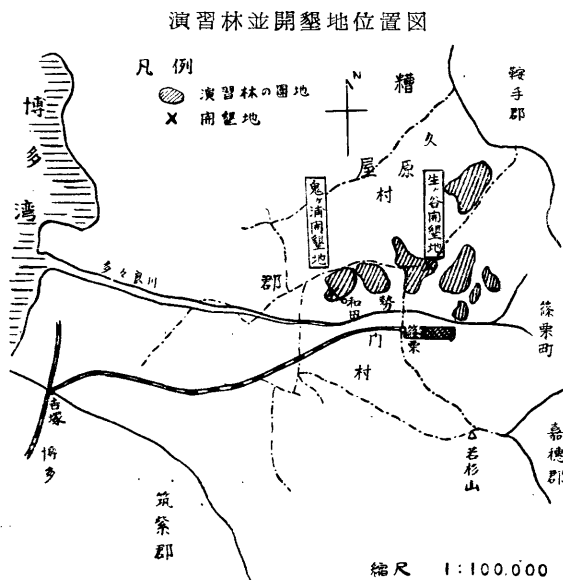 演習林並開墾地位置図
凡例
演習林の團地
開墾地
N
博多湾
糟屋郡
鞍手郡
久原村
鬼ヶ浦開墾地
生ヶ谷開墾地
多々良川
和田
勢門村
篠栗
篠栗町
吉塚
博多
若杉山
嘉穂郡
筑紫郡
縮尺 1:100,000